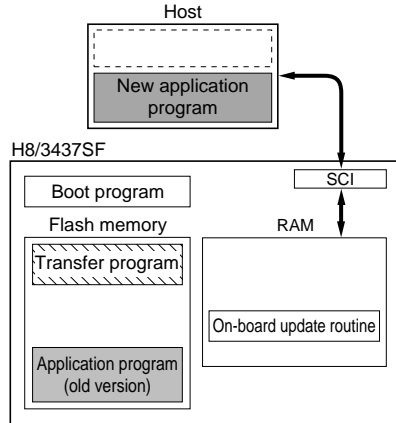 Host
New application
program
H8/3437SF
SCI
Boot program
Flash memory
RAM
Transfer program
On-board update routine
Application program
(old version)